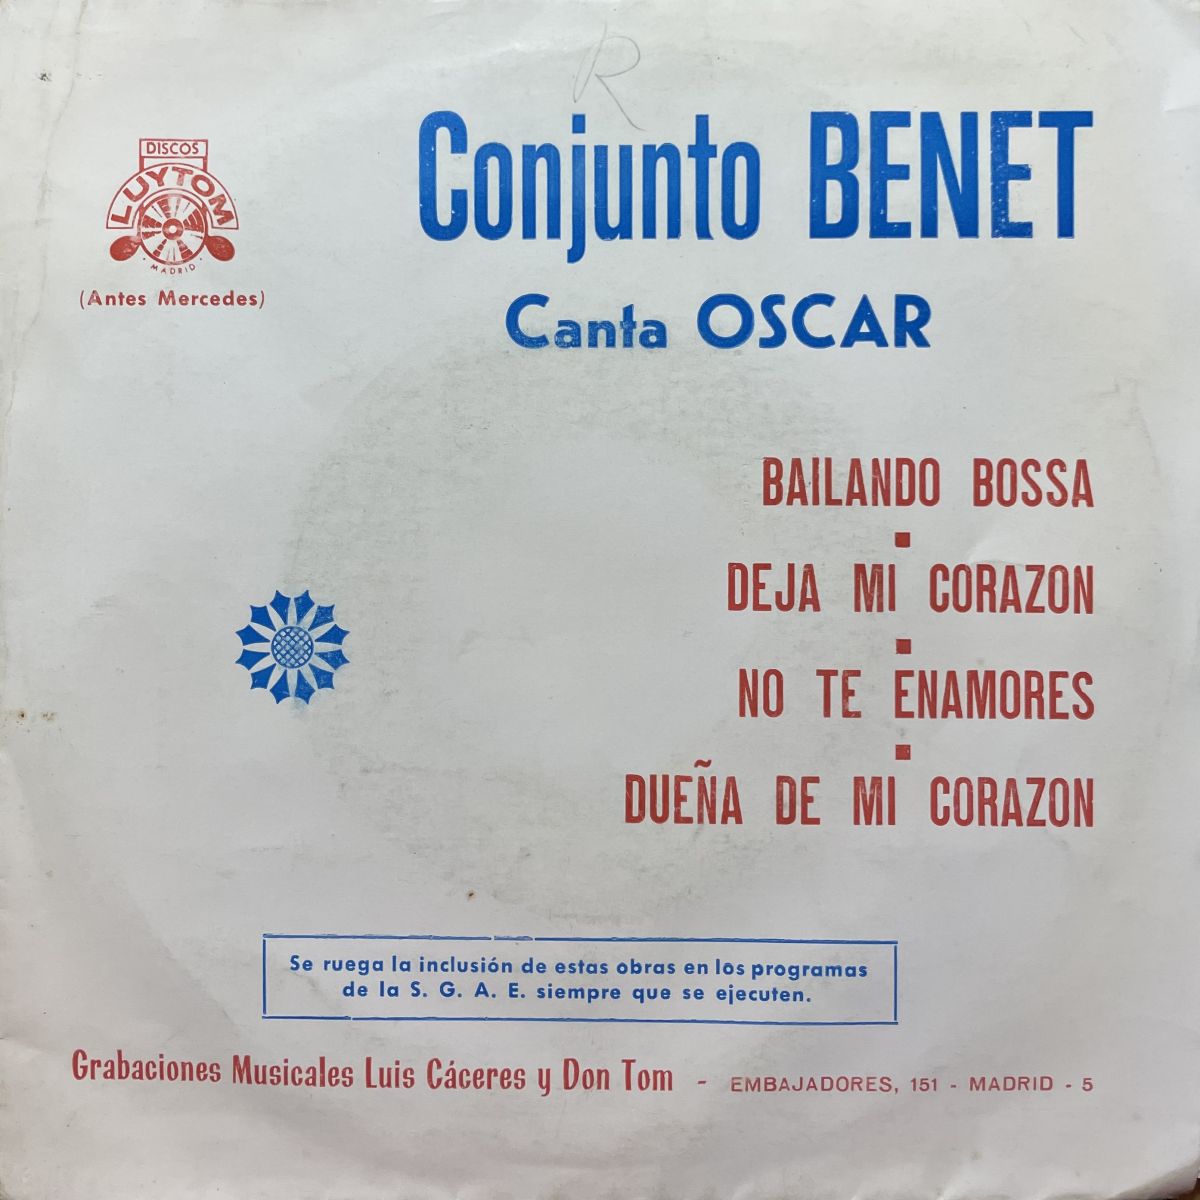 R
Conjunto BENET
DISCOS
LUYTOM
· MADRID ·
(Antes Mercedes)
Canta OSCAR
BAILANDO BOSSA
DEJA MI CORAZON
NO TE ENAMORES
DUEÑA DE MI CORAZON
Se ruega la inclusión de estas obras en los programas
de la S. G. A. E. siempre que se ejecuten.
Grabaciones Musicales Luis Cáceres y Don Tom - EMBAJADORES, 151 - MADRID - 5